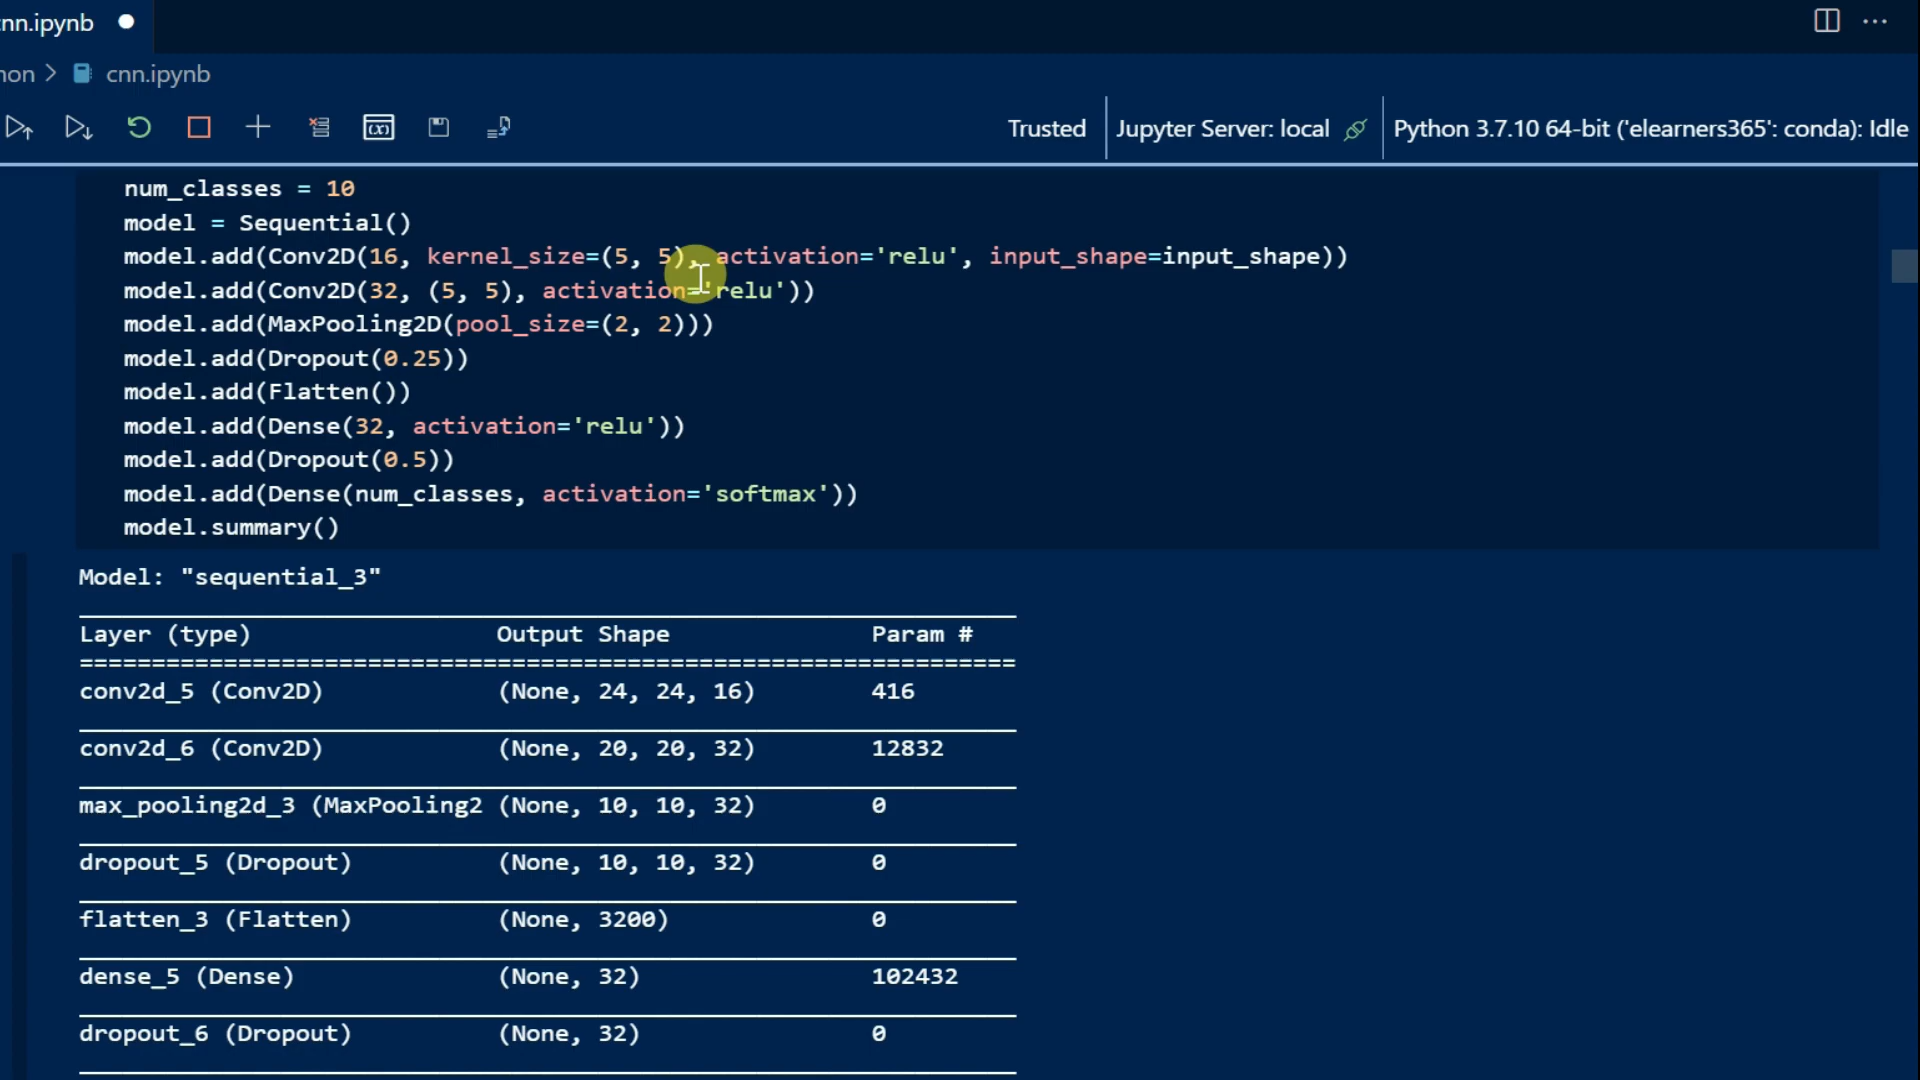 nn.ipynb
non > cnn.ipynb
Trusted Jupyter Server: local Python 3.7.10 64-bit ('elearners365': conda): Idle
num_classes = 10
model = Sequential()
model.add(Conv2D(16, kernel_size=(5, 5), activation='relu', input_shape=input_shape))
model.add(Conv2D(32, (5, 5), activation='relu'))
model.add(MaxPooling2D(pool_size=(2, 2)))
model.add(Dropout(0.25))
model.add(Flatten())
model.add(Dense(32, activation='relu'))
model.add(Dropout(0.5))
model.add(Dense(num_classes, activation='softmax'))
model.summary()
Model: "sequential_3"
Layer (type) Output Shape Param #
=================================================================
conv2d_5 (Conv2D) (None, 24, 24, 16) 416
conv2d_6 (Conv2D) (None, 20, 20, 32) 12832
max_pooling2d_3 (MaxPooling2 (None, 10, 10, 32) 0
dropout_5 (Dropout) (None, 10, 10, 32) 0
flatten_3 (Flatten) (None, 3200) 0
dense_5 (Dense) (None, 32) 102432
dropout_6 (Dropout) (None, 32) 0